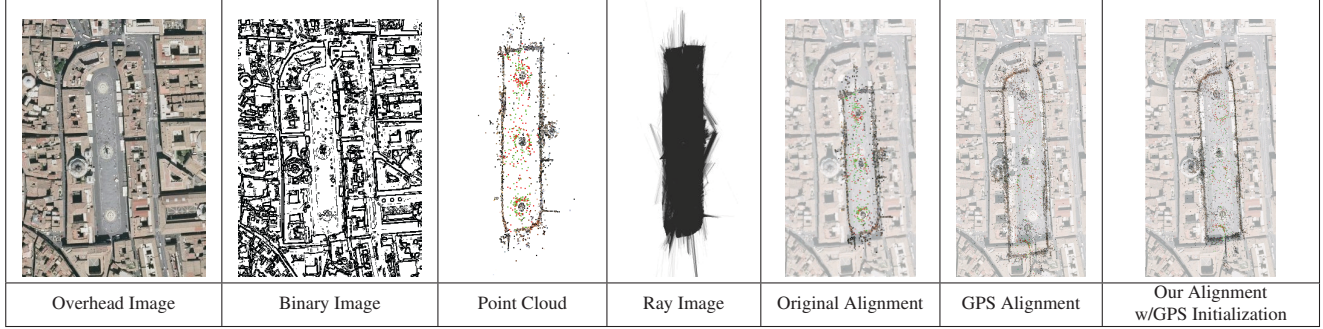 Overhead Image
Binary Image
Point Cloud
Ray Image
Original Alignment
GPS Alignment
Our Alignment
w/GPS Initialization